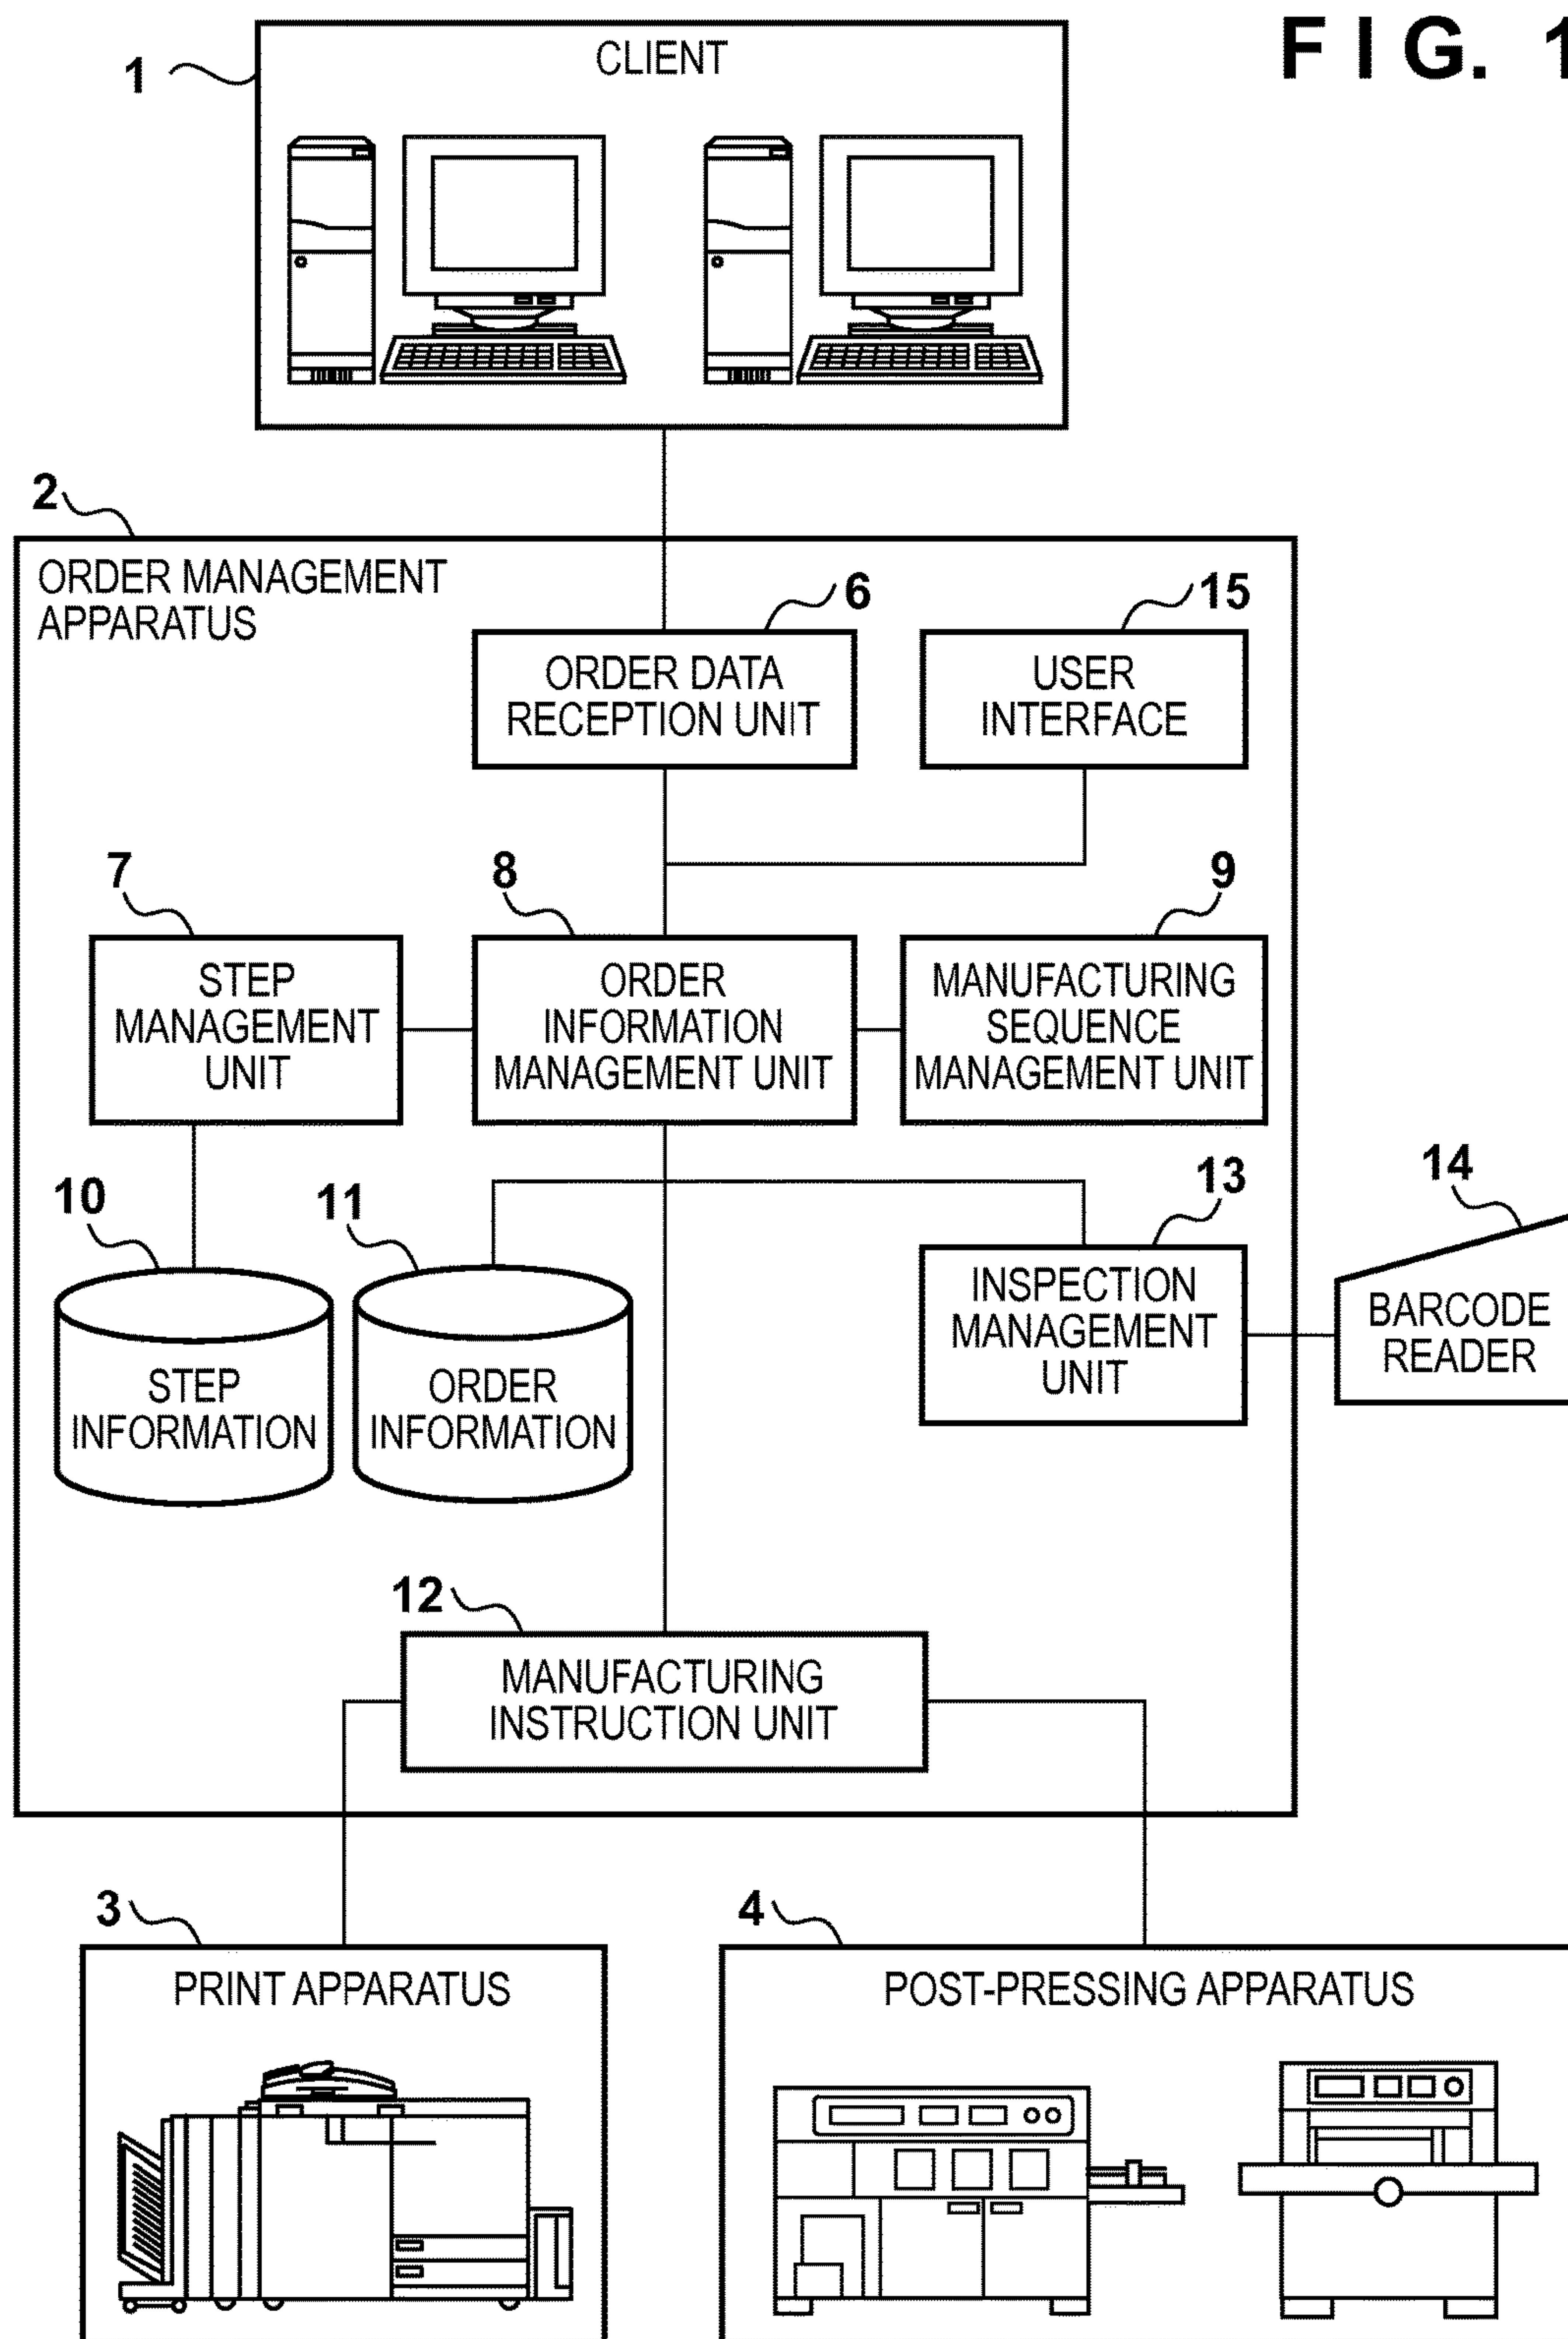 FIG. 1
1
CLIENT
2
ORDER MANAGEMENT
APPARATUS
6
15
ORDER DATA
RECEPTION UNIT
USER
INTERFACE
7
8
9
STEP
MANAGEMENT
UNIT
ORDER
INFORMATION
MANAGEMENT UNIT
MANUFACTURING
SEQUENCE
MANAGEMENT UNIT
10
11
13
14
STEP
INFORMATION
ORDER
INFORMATION
INSPECTION
MANAGEMENT
UNIT
BARCODE
READER
12
MANUFACTURING
INSTRUCTION UNIT
3
4
PRINT APPARATUS
POST-PRESSING APPARATUS